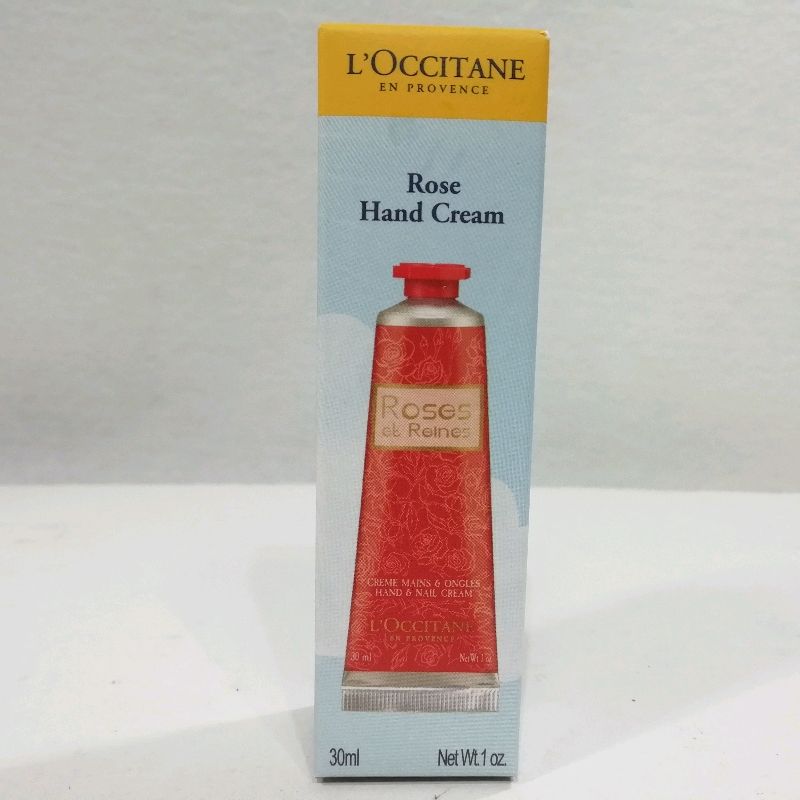 L'OCCITANE
EN PROVENCE
Rose
Hand Cream
Roses
et Reines
CREME MAINS & ONGLES
HAND & NAIL CREAM
L'OCCITANE
EN PROVENCE
30 ml Net Wt.1 oz.
30ml Net Wt.1 oz.